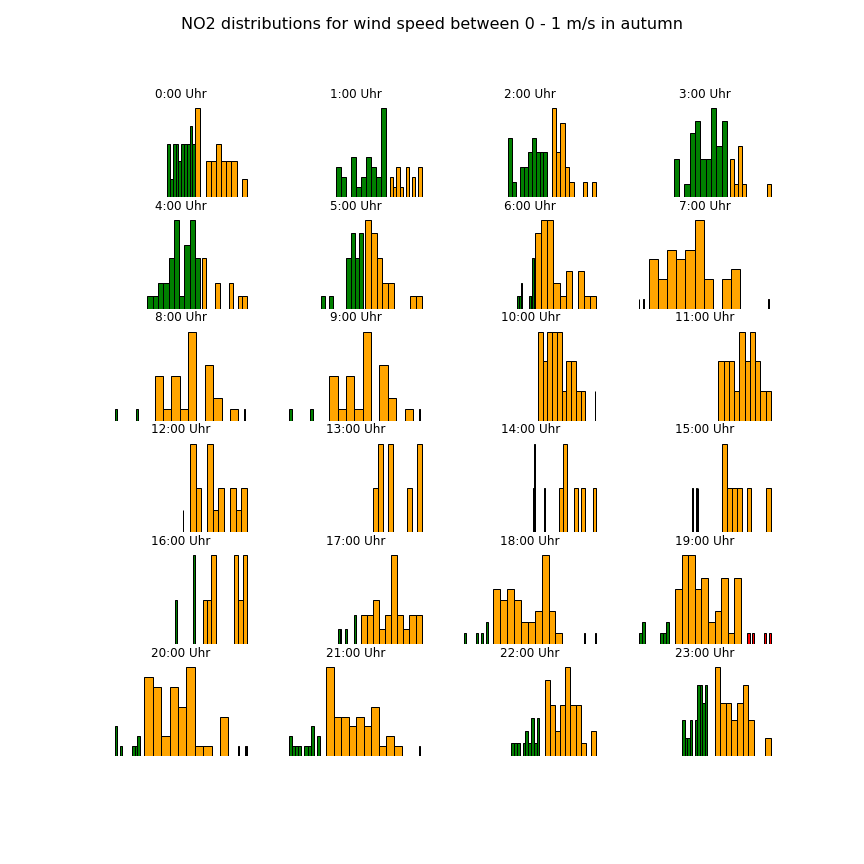 NO2 distributions for wind speed between 0 - 1 m/s in autumn
0:00 Uhr
1:00 Uhr
2:00 Uhr
3:00 Uhr
4:00 Uhr
5:00 Uhr
6:00 Uhr
7:00 Uhr
8:00 Uhr
9:00 Uhr
10:00 Uhr
11:00 Uhr
12:00 Uhr
13:00 Uhr
14:00 Uhr
15:00 Uhr
16:00 Uhr
17:00 Uhr
18:00 Uhr
19:00 Uhr
20:00 Uhr
21:00 Uhr
22:00 Uhr
23:00 Uhr